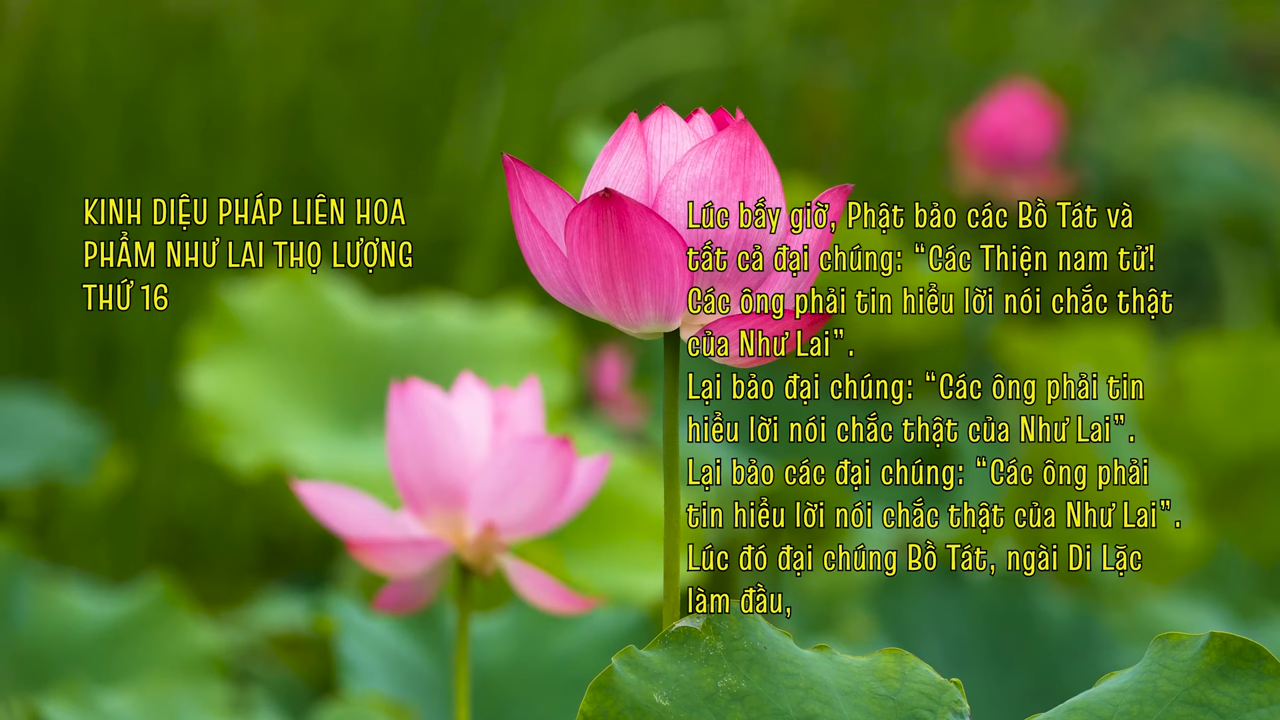 KINH DIỆU PHÁP LIÊN HOA
PHẨM NHƯ LAI THỌ LƯỢNG
THỨ 16
Lúc bấy giờ, Phật bảo các Bồ Tát và
tất cả đại chúng: “Các Thiện nam tử!
Các ông phải tin hiểu lời nói chắc thật
của Như Lai”.
Lại bảo đại chúng: “Các ông phải tin
hiểu lời nói chắc thật của Như Lai”.
Lại bảo các đại chúng: “Các ông phải
tin hiểu lời nói chắc thật của Như Lai”.
Lúc đó đại chúng Bồ Tát, ngài Di Lặc
làm đầu,